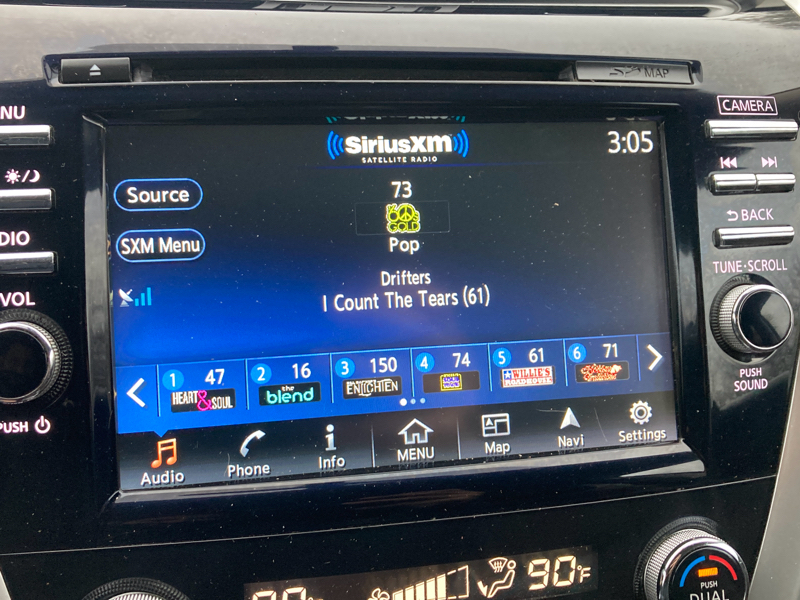 MAP
CAMERA
NU
SiriusXM
SATELLITE RADIO
3:05
Source
73
60s
GOLD
Pop
SXM Menu
BACK
DIO
TUNE·SCROLL
Drifters
I Count The Tears (61)
VOL
1 47
HEART & SOUL
2 16
the blend
3 150
ENLIGHTEN
4 74
5 61
WILLIE'S
ROADHOUSE
6 71
PUSH
SOUND
PUSH
Audio
Phone
Info
MENU
Map
Navi
Settings
90°F
PUSH
DUAL